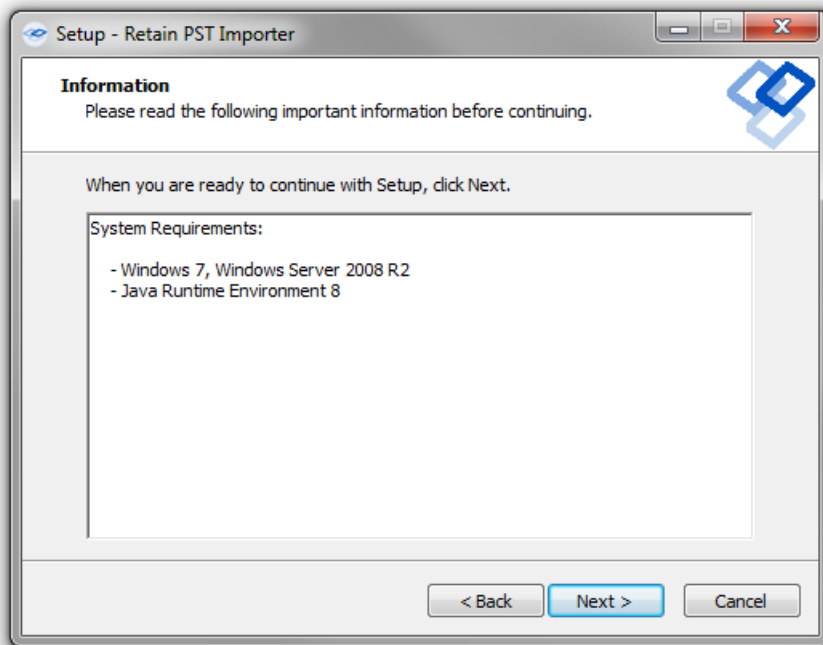 Setup - Retain PST Importer
Information
Please read the following important information before continuing.
When you are ready to continue with Setup, click Next.
System Requirements:
- Windows 7, Windows Server 2008 R2
- Java Runtime Environment 8
< Back
Next >
Cancel